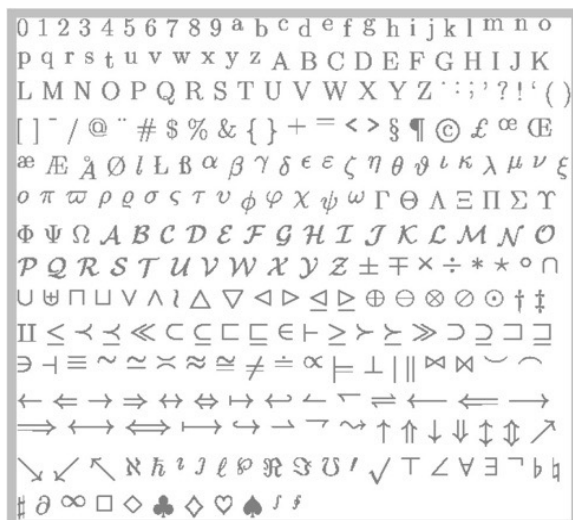 0 1 2 3 4 5 6 7 8 9 a b c d e f g h i j k l m n o
p q r s t u v w x y z A B C D E F G H I J K
L M N O P Q R S T U V W X Y Z ˙ : ; , ' ? ! ‘ ( )
[ ] ¯ / @ ¨ # $ % & { } + = < > § ¶ © £ œ Œ
æ Æ Å Ø ł Ł ß α β γ δ ϵ ε ζ η θ ϑ ι κ λ μ ν ξ
ο π ϖ ρ ϱ σ ς τ υ ϕ φ χ ψ ω Γ Θ Λ Ξ Π Σ Υ
Φ Ψ Ω 𝒜 ℬ 𝒞 𝒟 ℰ ℱ 𝒢 ℋ ℐ 𝒥 𝒦 ℒ ℳ 𝒩 𝒪
𝒫 𝒬 ℛ 𝒮 𝒯 𝒰 𝒱 𝒲 𝒳 𝒴 𝒵 ± ∓ × ÷ ∗ ⋆ ∘ ∩
∪ ⊎ ⊓ ⊔ ∨ ∧ ≀ △ ▽ ◁ ▷ ⊴ ⊵ ⊕ ⊖ ⊗ ⊘ ⊙ † ‡
⨿ ≤ ≺ ⪯ ≪ ⊂ ⊆ ⊏ ⊑ ∈ ⊢ ≥ ≻ ⪰ ≫ ⊃ ⊇ ⊐ ⊒
∋ ⊣ ≡ ∼ ≃ ≍ ≈ ≅ ≠ ≐ ∝ ⊨ ⊥ | ∥ ⋈ ⋈ ⌣ ⌢
← ⇐ → ⇒ ↔ ⇔ ↦ ↩ ↼ ↽ ⇌ ⟵ ⟸ ⟶
⟹ ⟷ ⟺ ⟼ ↪ ⇀ ⇁ ⇝ ↑ ⇑ ↓ ⇓ ↕ ⇕ ↗
↘ ↙ ↖ ℵ ℏ ı ȷ ℓ ℘ ℜ ℑ ℧ ′ √ ⊤ ∠ ∀ ∃ ¬ ♭ ♮
♯ ∂ ∞ □ ◇ ♣ ♢ ♡ ♠ ∫ ∮